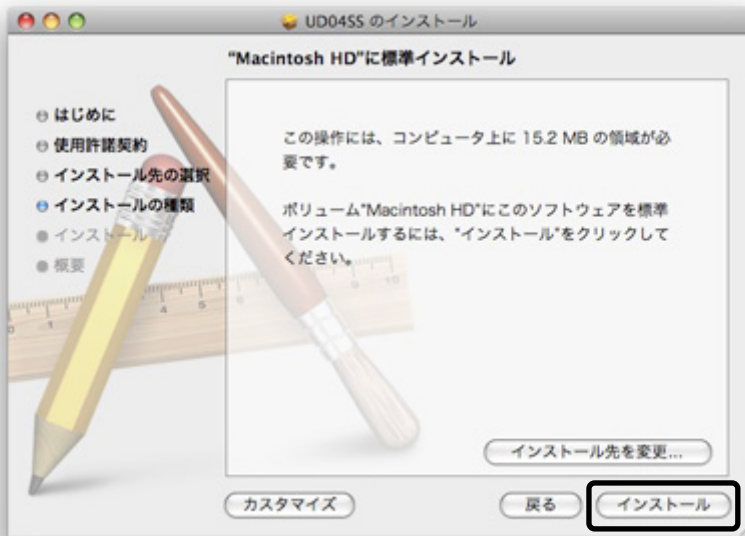 UD04SS のインストール
"Macintosh HD"に標準インストール
はじめに
使用許諾契約
インストール先の選択
インストールの種類
インストール
概要
この操作には、コンピュータ上に 15.2 MB の領域が必
要です。
ボリューム"Macintosh HD"にこのソフトウェアを標準
インストールするには、"インストール"をクリックして
ください。
インストール先を変更...
カスタマイズ
戻る
インストール